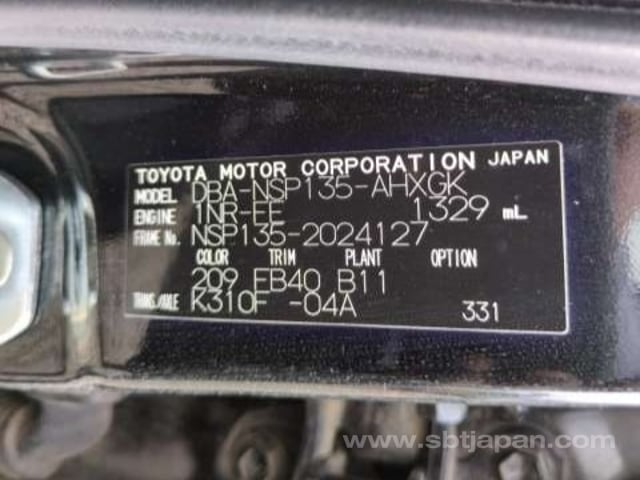 TOYOTA MOTOR CORPORATION JAPAN
MODEL DBA-NSP135-AHXGK
ENGINE 1NR-EE 1329 mL
FRAME No. NSP135-2024127
COLOR TRIM PLANT OPTION
209 FB40 B11
TRANS./AXLE K310F -04A 331
www.sbtjapan.com